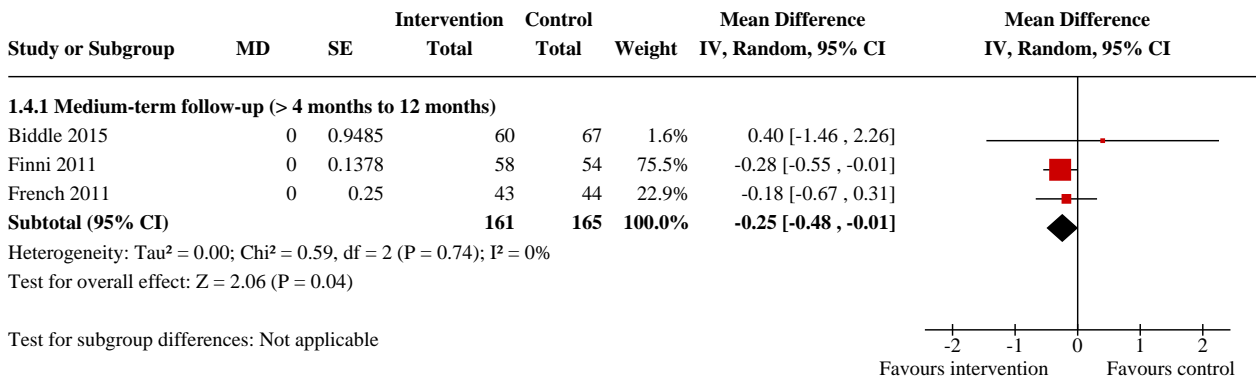 Intervention Control Mean Difference Mean Difference
Study or Subgroup MD SE Total Total Weight IV, Random, 95% CI IV, Random, 95% CI
1.4.1 Medium-term follow-up (> 4 months to 12 months)
Biddle 2015 0 0.9485 60 67 1.6% 0.40 [-1.46 , 2.26]
Finni 2011 0 0.1378 58 54 75.5% -0.28 [-0.55 , -0.01]
French 2011 0 0.25 43 44 22.9% -0.18 [-0.67 , 0.31]
Subtotal (95% CI) 161 165 100.0% -0.25 [-0.48 , -0.01]
Heterogeneity: Tau² = 0.00; Chi² = 0.59, df = 2 (P = 0.74); I² = 0%
Test for overall effect: Z = 2.06 (P = 0.04)
Test for subgroup differences: Not applicable
-2 -1 0 1 2
Favours intervention Favours control